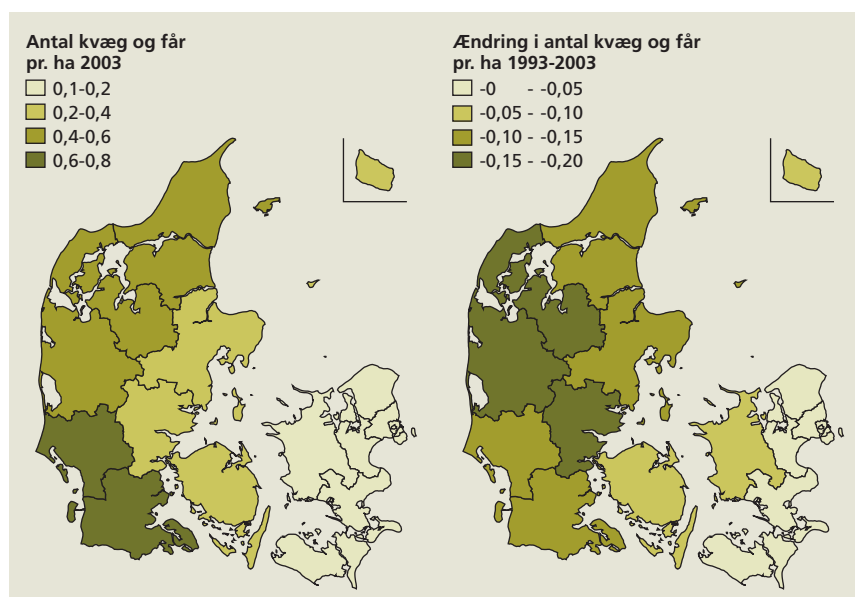 Antal kvæg og får
pr. ha 2003
0,1-0,2
0,2-0,4
0,4-0,6
0,6-0,8
Ændring i antal kvæg og får
pr. ha 1993-2003
-0 - -0,05
-0,05 - -0,10
-0,10 - -0,15
-0,15 - -0,20